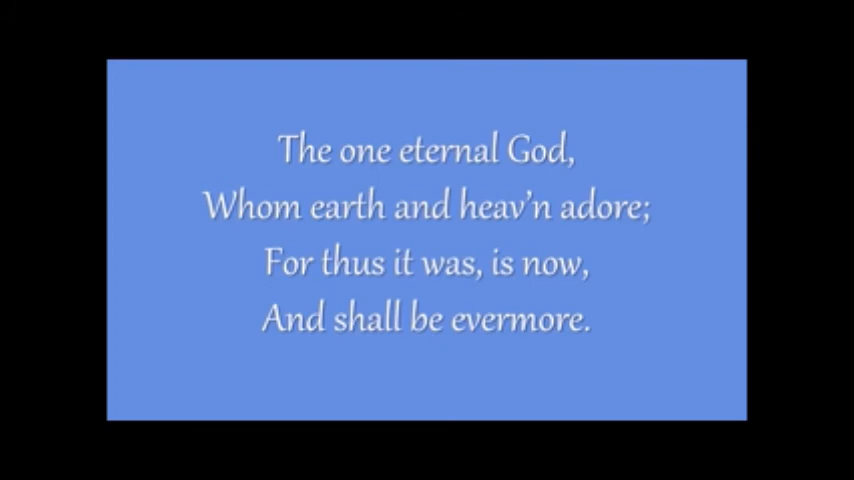 The one eternal God,
Whom earth and heav’n adore;
For thus it was, is now,
And shall be evermore.